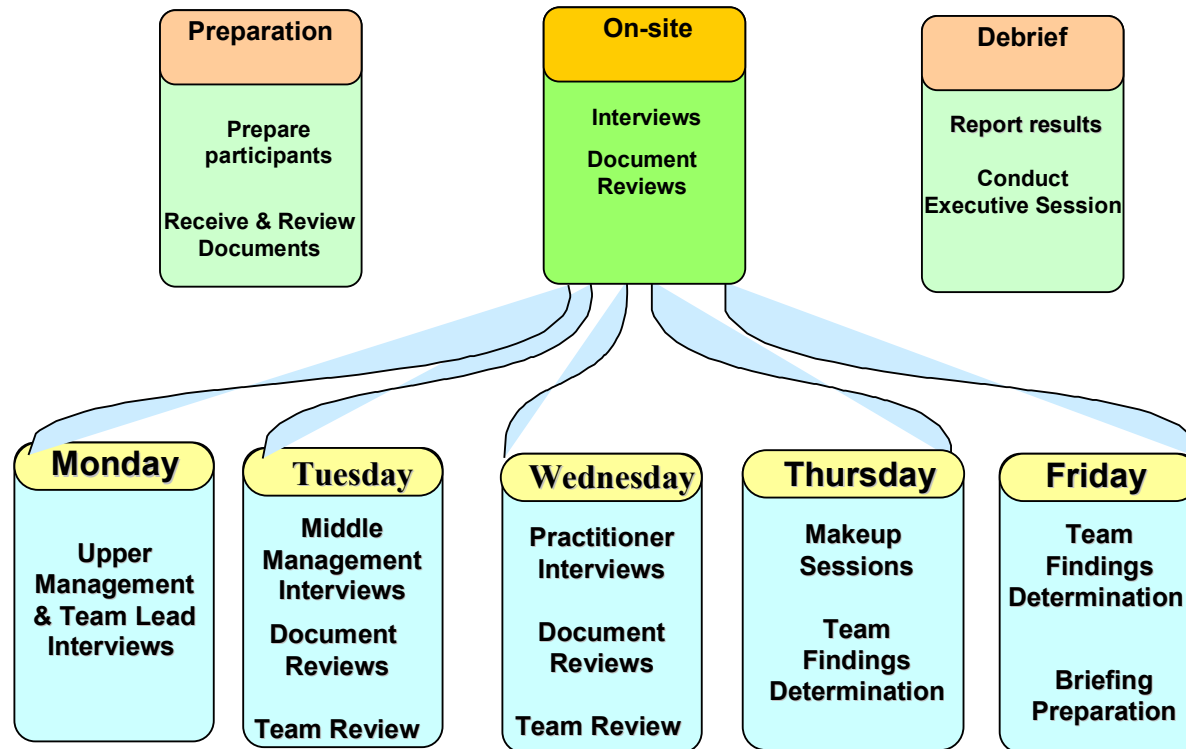 Preparation
Prepare
participants
Receive & Review
Documents
On-site
Interviews
Document
Reviews
Debrief
Report results
Conduct
Executive Session
Monday
Upper
Management
& Team Lead
Interviews
Tuesday
Middle
Management
Interviews
Document
Reviews
Team Review
Wednesday
Practitioner
Interviews
Document
Reviews
Team Review
Thursday
Makeup
Sessions
Team
Findings
Determination
Friday
Team
Findings
Determination
Briefing
Preparation